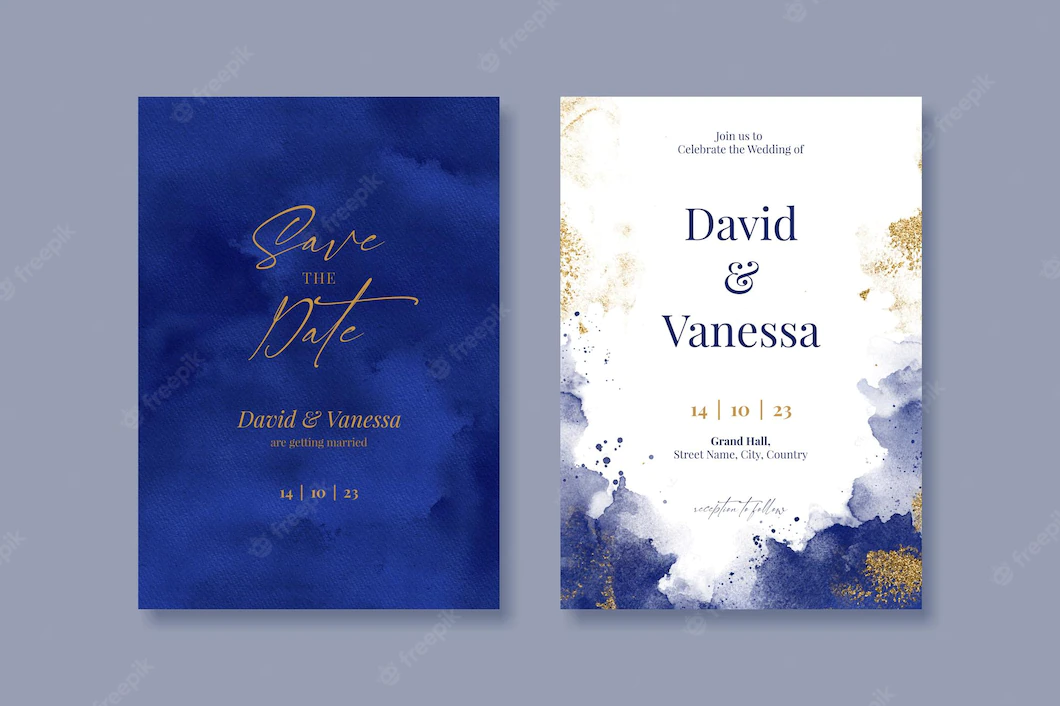 Save
THE
Date
David & Vanessa
are getting married
14 | 10 | 23
Join us to
Celebrate the Wedding of
David
&
Vanessa
14 | 10 | 23
Grand Hall,
Street Name, City, Country
reception to follow
freepik